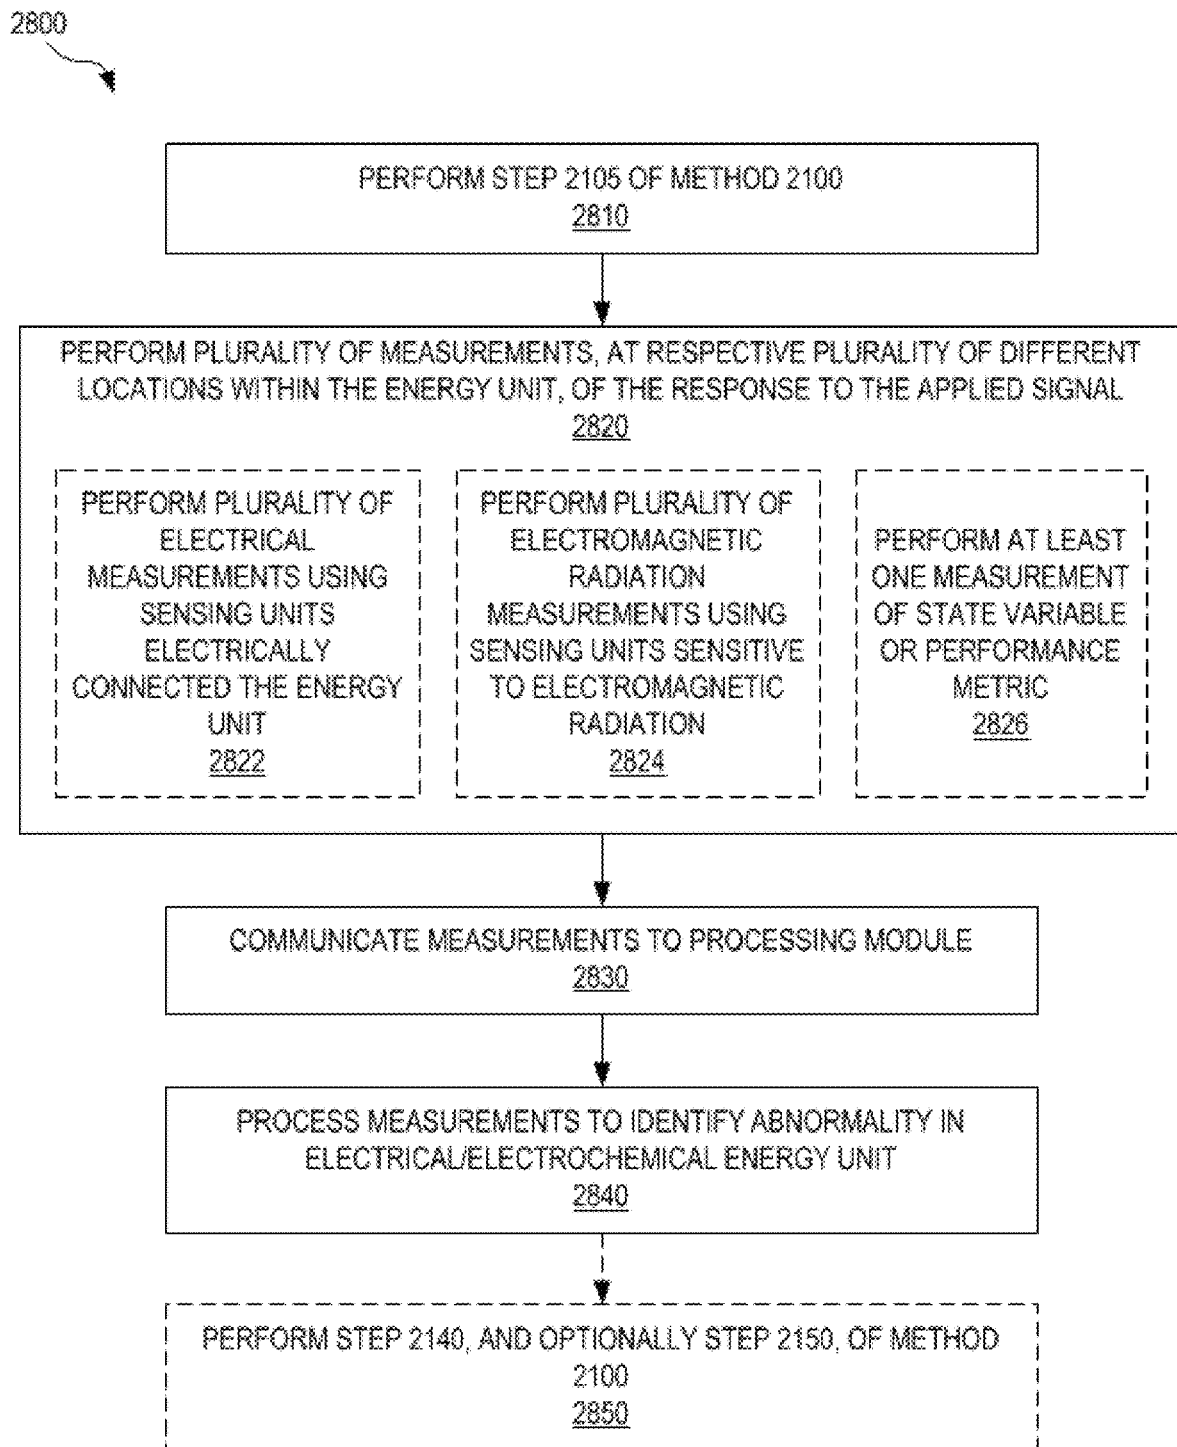 2800
PERFORM STEP 2105 OF METHOD 2100
2810
PERFORM PLURALITY OF MEASUREMENTS, AT RESPECTIVE PLURALITY OF DIFFERENT
LOCATIONS WITHIN THE ENERGY UNIT, OF THE RESPONSE TO THE APPLIED SIGNAL
2820
PERFORM PLURALITY OF
ELECTRICAL
MEASUREMENTS USING
SENSING UNITS
ELECTRICALLY
CONNECTED THE ENERGY
UNIT
2822
PERFORM PLURALITY OF
ELECTROMAGNETIC
RADIATION
MEASUREMENTS USING
SENSING UNITS SENSITIVE
TO ELECTROMAGNETIC
RADIATION
2824
PERFORM AT LEAST
ONE MEASUREMENT
OF STATE VARIABLE
OR PERFORMANCE
METRIC
2826
COMMUNICATE MEASUREMENTS TO PROCESSING MODULE
2830
PROCESS MEASUREMENTS TO IDENTIFY ABNORMALITY IN
ELECTRICAL/ELECTROCHEMICAL ENERGY UNIT
2840
PERFORM STEP 2140, AND OPTIONALLY STEP 2150, OF METHOD
2100
2850